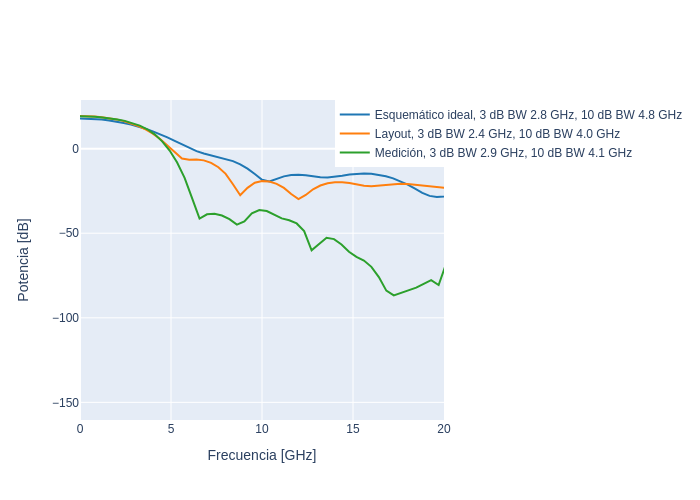 Esquemático ideal, 3 dB BW 2.8 GHz, 10 dB BW 4.8 GHz
Layout, 3 dB BW 2.4 GHz, 10 dB BW 4.0 GHz
Medición, 3 dB BW 2.9 GHz, 10 dB BW 4.1 GHz
0
−50
−100
−150
Potencia [dB]
0 5 10 15 20
Frecuencia [GHz]